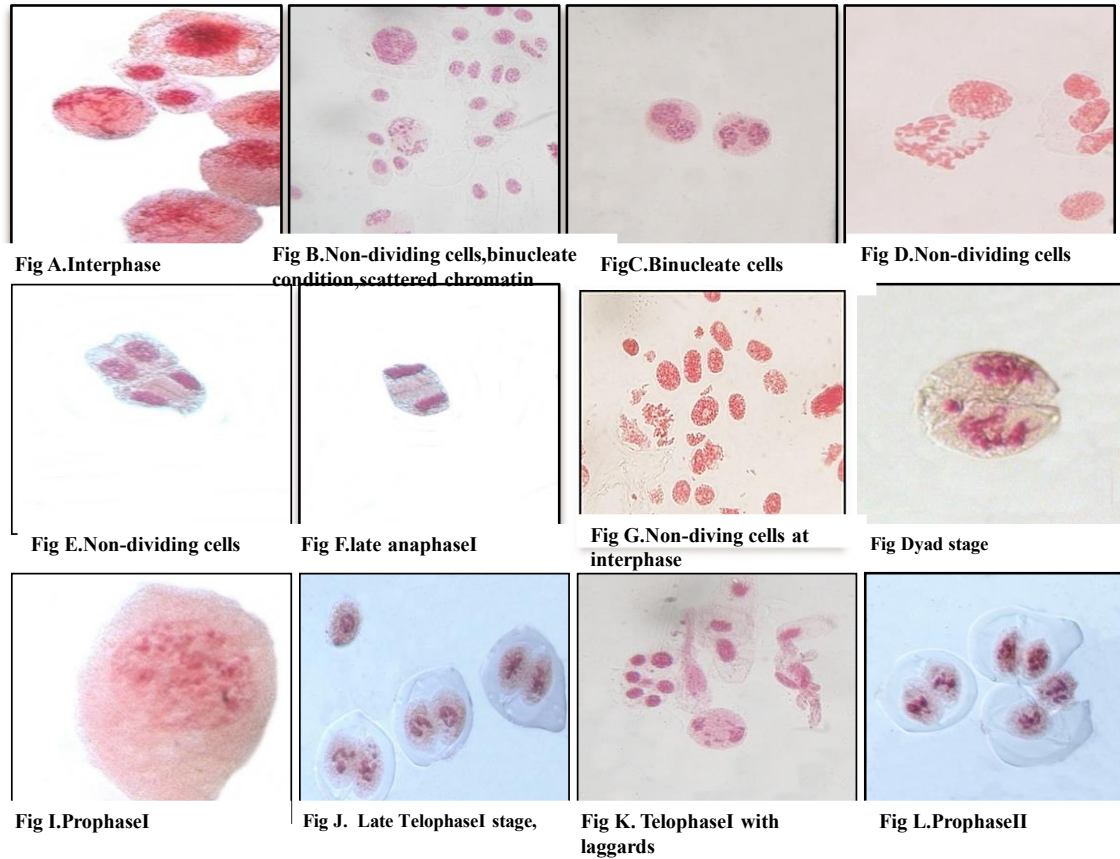 Fig A.Interphase
Fig B.Non-dividing cells,binucleate
condition,scattered chromatin
FigC.Binucleate cells
Fig D.Non-dividing cells
Fig E.Non-dividing cells
Fig F.late anaphaseI
Fig G.Non-diving cells at
interphase
Fig Dyad stage
Fig I.ProphaseI
Fig J. Late TelophaseI stage,
Fig K. TelophaseI with
laggards
Fig L.ProphaseII